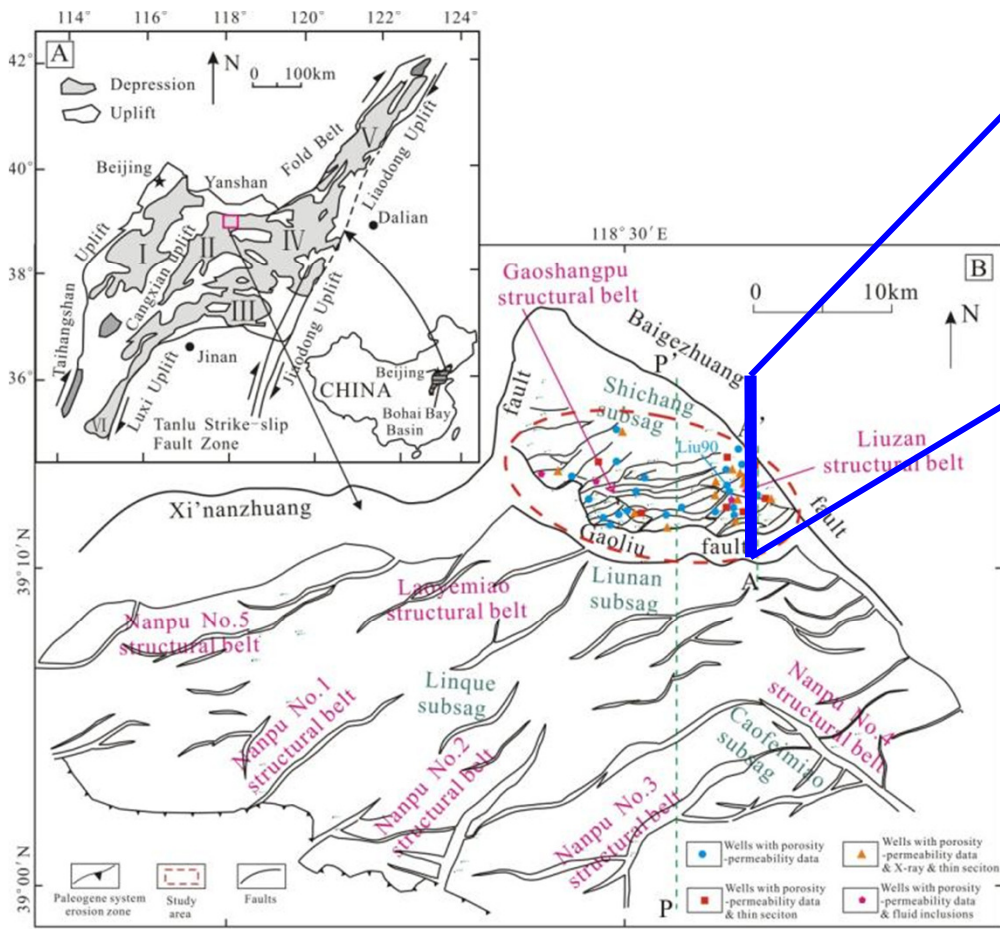 114° 116° 118° 120° 122° 124°
42°
40°
38°
36°
A
N
0 100km
Depression
Uplift
Beijing
Yanshan
Fold Belt
V
Liaodong Uplift
Dalian
Uplift
I
Cangxian uplift
II
IV
III
Taihangshan
Jinan
Jiaodong Uplift
Luxi Uplift
VI
Tanlu Strike-slip
Fault Zone
CHINA
Beijing
Bohai Bay
Basin
118°30′E
B
0 10km
N
Gaoshangpu
structural belt
Baigezhuang
P'
fault
Shichang
subsag
Liu90
Liuzan
structural belt
fault
Xi'nanzhuang
Gaoliu
fault
A
39°10′N
Liunan
subsag
Laoyemiao
structural belt
Nanpu No.5
structural belt
Linque
subsag
Nanpu No.1
structural belt
Nanpu No.2
structural belt
Nanpu No.3
structural belt
Nanpu No.4
structural belt
Caofeimiao
subsag
P
39°00′N
Paleogene system
erosion zone
Study
area
Faults
Wells with porosity
-permeability data
Wells with porosity
-permeability data
& X-ray & thin seciton
Wells with porosity
-permeability data
& thin seciton
Wells with porosity
-permeability data
& fluid inclusions